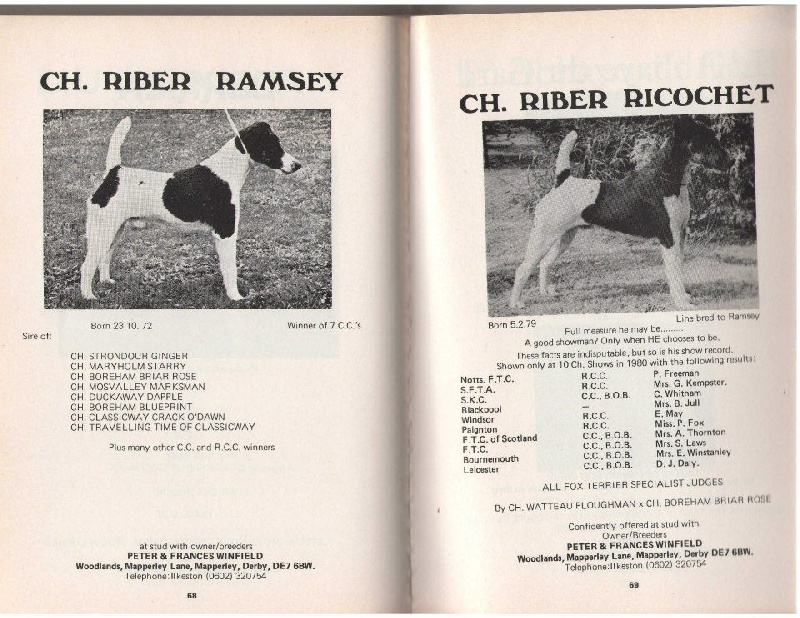 CH. RIBER RAMSEY
Born 23.10.72 Winner of 7 C.C.'s
Sire of:
CH. STRONDOUR GINGER
CH. MARYHOLM STARRY
CH. BOREHAM BRIAR ROSE
CH. MOSVALLEY MARKSMAN
CH. DUCKAWAY DAPPLE
CH. BOREHAM BLUEPRINT
CH. CLASSICWAY CRACK O'DAWN
CH. TRAVELLING TIME OF CLASSICWAY
Plus many other C.C. and R.C.C. winners
at stud with owner/breeders
PETER & FRANCES WINFIELD
Woodlands, Mapperley Lane, Mapperley, Derby, DE7 6BW.
Telephone: Ilkeston (0602) 320754
68
CH. RIBER RICOCHET
Born 5.2.79 Line bred to Ramsey
Full measure he may be.........
A good showman? Only when HE chooses to be.
These facts are indisputable, but so is his show record.
Shown only at 10 Ch. Shows in 1980 with the following results:
Notts. F.T.C. R.C.C. P. Freeman
S.F.T.A. R.C.C. Mrs. G. Kempster.
S.K.C. C.C., B.O.B. C. Whitham
Blackpool — Mrs. B. Jull
Windsor R.C.C. E. May
Paignton R.C.C. Miss. P. Fox
F.T.C. of Scotland C.C., B.O.B. Mrs. A. Thornton
F.T.C. C.C., B.O.B. Mrs. S. Laws
Bournemouth C.C., B.O.B. Mrs. E. Winstanley
Leicester C.C., B.O.B. D. J. Dary.
ALL FOX TERRIER SPECIALIST JUDGES
By CH. WATTEAU PLOUGHMAN x CH. BOREHAM BRIAR ROSE
Confidently offered at stud with
Owner/Breeders
PETER & FRANCES WINFIELD
Woodlands, Mapperley Lane, Mapperley, Derby DE7 6BW.
Telephone Ilkeston (0602) 320754
69